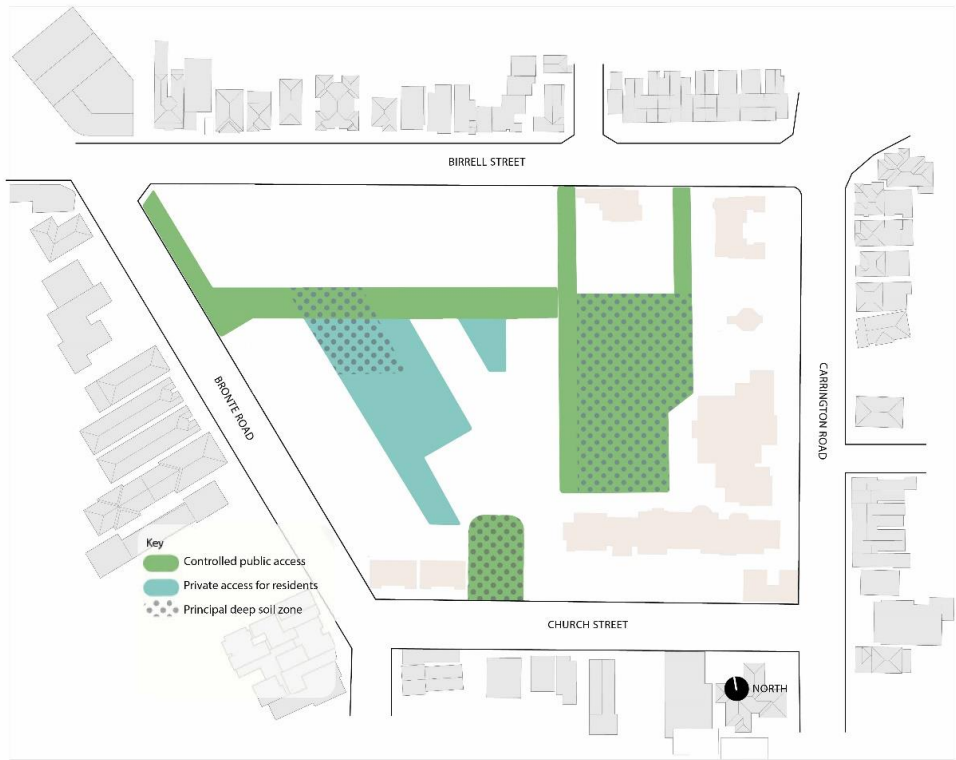 BIRRELL STREET
BRONTE ROAD
CARRINGTON ROAD
Key
Controlled public access
Private access for residents
Principal deep soil zone
CHURCH STREET
NORTH